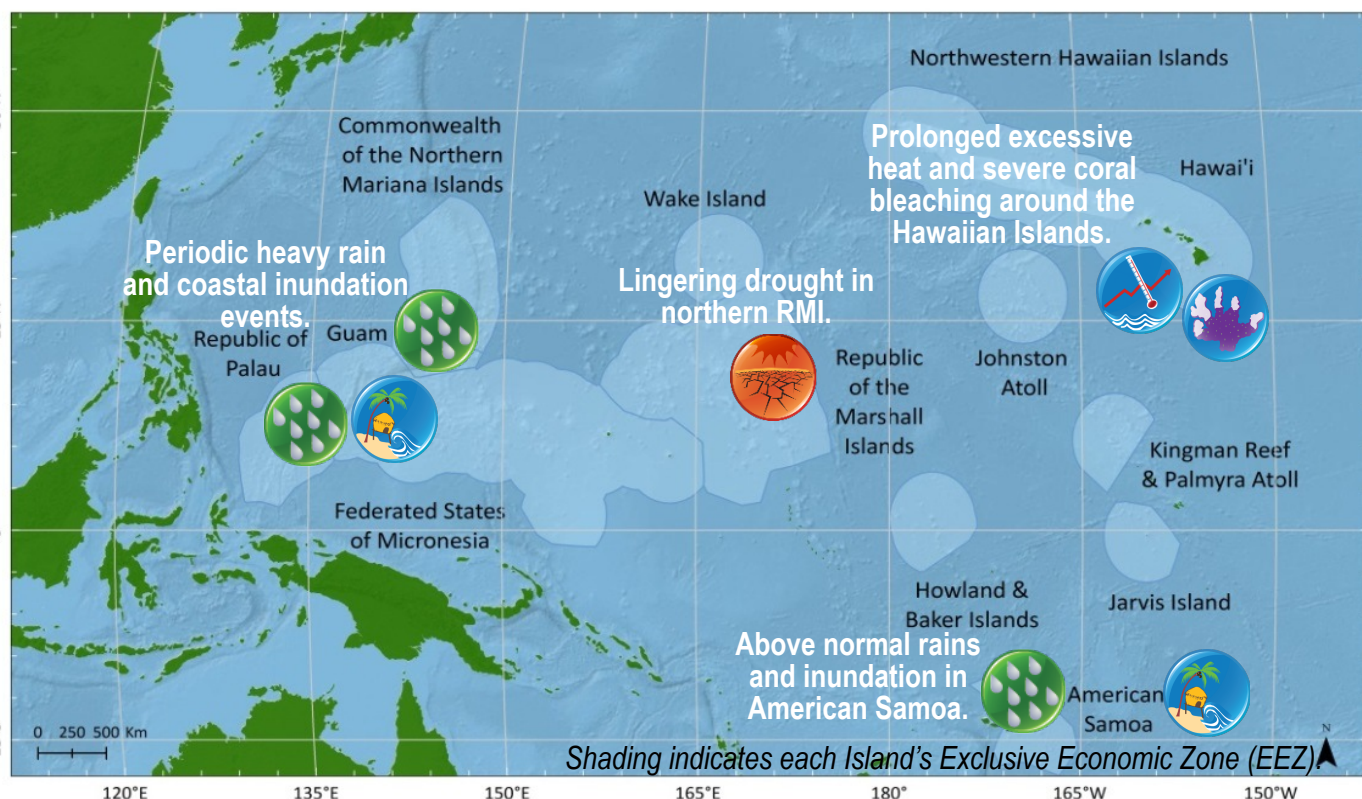 Northwestern Hawaiian Islands
Commonwealth
of the Northern
Mariana Islands
Prolonged excessive
heat and severe coral
bleaching around the
Hawaiian Islands.
Hawai'i
Wake Island
Periodic heavy rain
and coastal inundation
events.
Lingering drought in
northern RMI.
Republic of
Palau
Guam
Republic
of the
Marshall
Islands
Johnston
Atoll
Kingman Reef
& Palmyra Atoll
Federated States
of Micronesia
Howland &
Baker Islands
Jarvis Island
Above normal rains
and inundation in
American Samoa.
American
Samoa
0 250 500 Km
N
Shading indicates each Island's Exclusive Economic Zone (EEZ).
120°E 135°E 150°E 165°E 180° 165°W 150°W